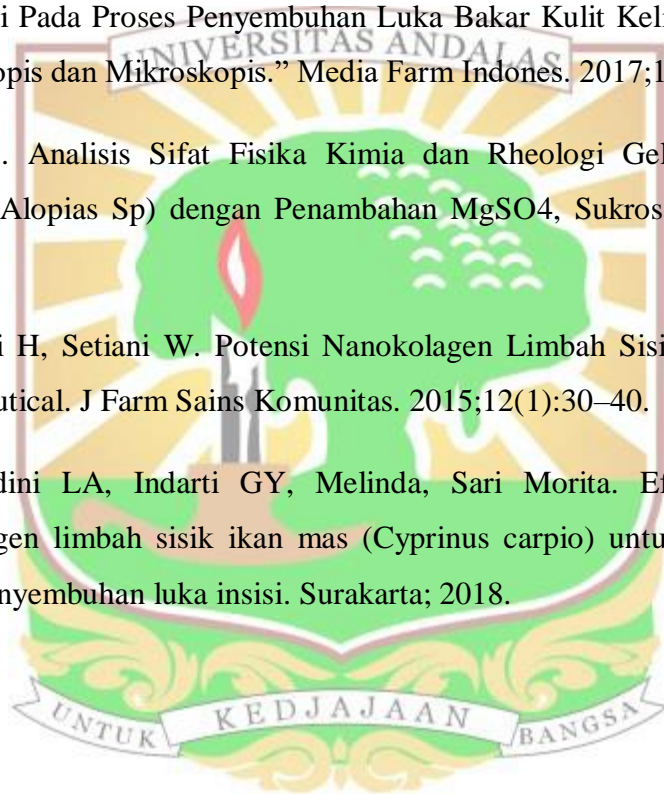 i Pada Proses Penyembuhan Luka Bakar Kulit Keli
UNIVERSITAS ANDALAS
opis dan Mikroskopis.” Media Farm Indones. 2017;1
. Analisis Sifat Fisika Kimia dan Rheologi Gel
Alopias Sp) dengan Penambahan MgSO4, Sukros
i H, Setiani W. Potensi Nanokolagen Limbah Sisi
utical. J Farm Sains Komunitas. 2015;12(1):30–40.
dini LA, Indarti GY, Melinda, Sari Morita. Ef
gen limbah sisik ikan mas (Cyprinus carpio) untu
nyembuhan luka insisi. Surakarta; 2018.
UNTUK KEDJAJAAN BANGSA